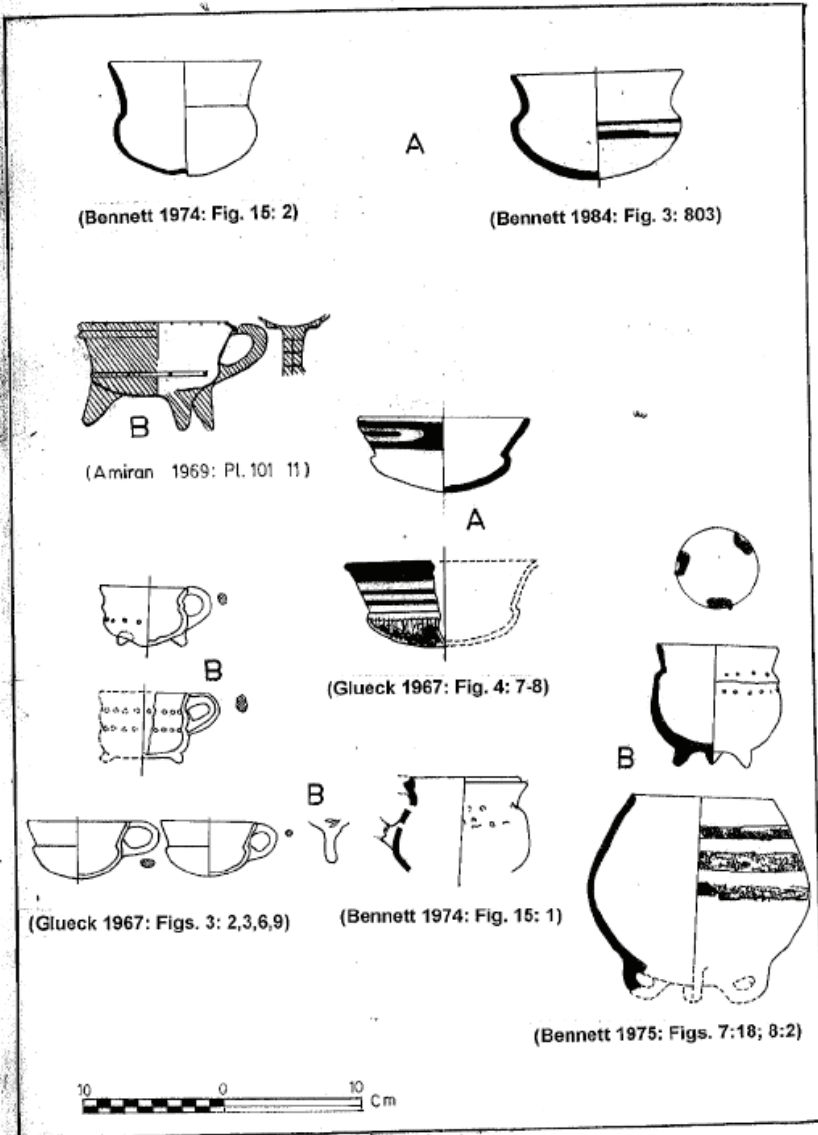 A
(Bennett 1974: Fig. 15: 2)
(Bennett 1984: Fig. 3: 803)
B
(Amiran 1969: Pl. 101 11)
A
B
(Glueck 1967: Fig. 4: 7-8)
B
B
(Glueck 1967: Figs. 3: 2,3,6,9)
(Bennett 1974: Fig. 15: 1)
(Bennett 1975: Figs. 7:18; 8:2)
10 0 10 Cm